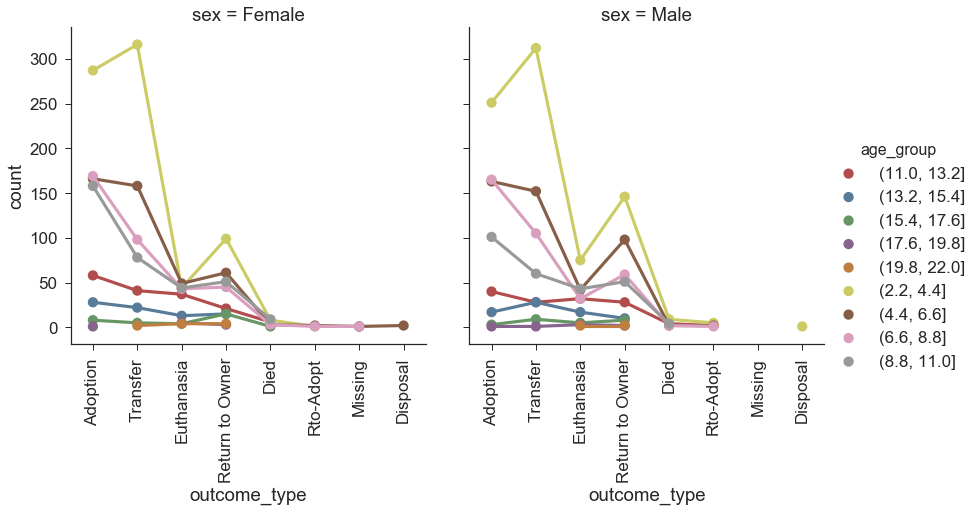 sex = Female
sex = Male
count
300
250
200
150
100
50
0
Adoption
Transfer
Euthanasia
Return to Owner
Died
Rto-Adopt
Missing
Disposal
outcome_type
Adoption
Transfer
Euthanasia
Return to Owner
Died
Rto-Adopt
Missing
Disposal
outcome_type
age_group
(11.0, 13.2]
(13.2, 15.4]
(15.4, 17.6]
(17.6, 19.8]
(19.8, 22.0]
(2.2, 4.4]
(4.4, 6.6]
(6.6, 8.8]
(8.8, 11.0]